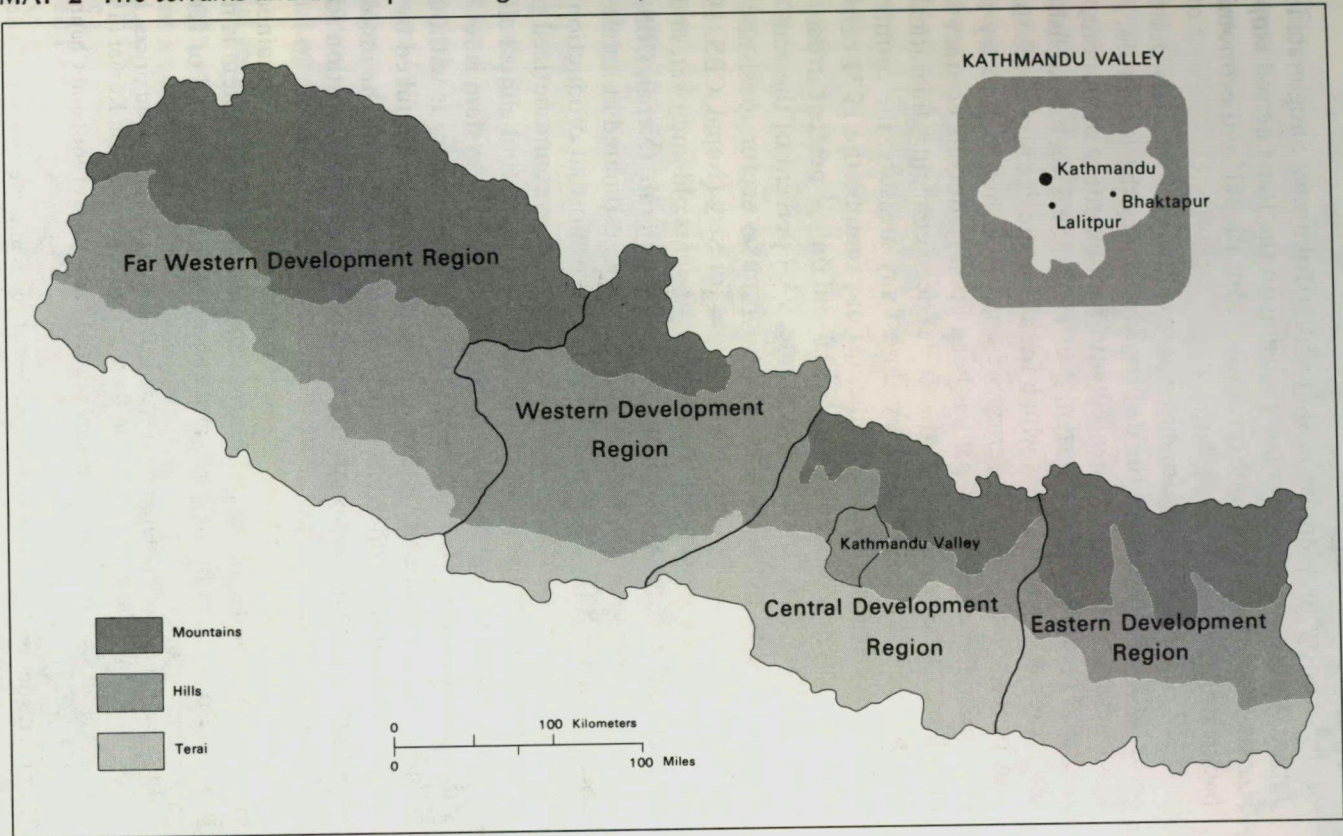 KATHMANDU VALLEY
Kathmandu
Bhaktapur
Lalitpur
Far Western Development Region
Western Development
Region
Kathmandu Valley
Central Development
Region
Eastern Development
Region
Mountains
Hills
Terai
0 100 Kilometers
0 100 Miles